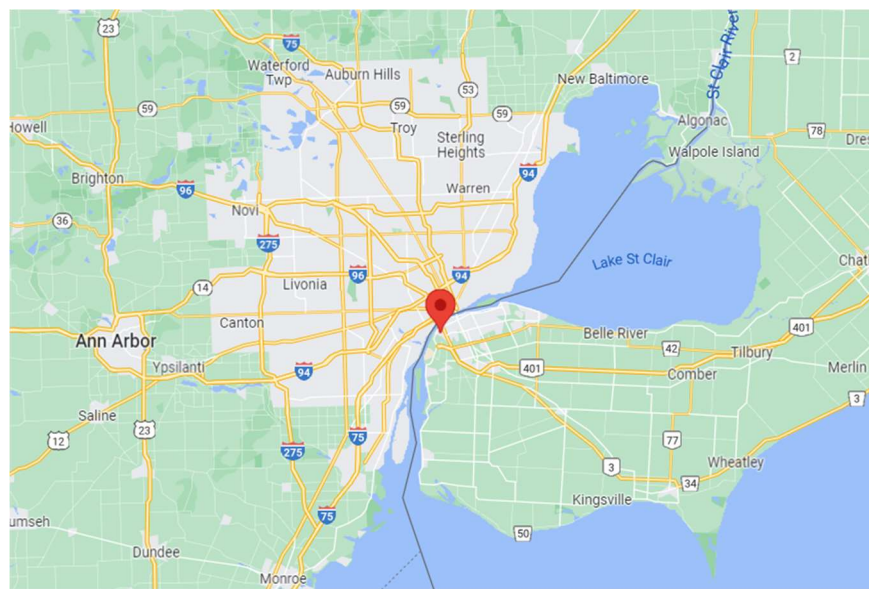 23
75
2
Waterford
Twp
Auburn Hills
New Baltimore
St Clair River
53
59
59
59
Algonac
Howell
Troy
78
Sterling
Heights
Walpole Island
Dres
Brighton
94
96
Warren
Novi
36
275
Lake St Clair
94
96
14
Livonia
Chath
Canton
Belle River
401
Ann Arbor
42
Tilbury
Ypsilanti
94
401
Comber
Merlin
3
Saline
12
23
75
77
275
3
Wheatley
34
Kingsville
umseh
75
50
Dundee
Monroe